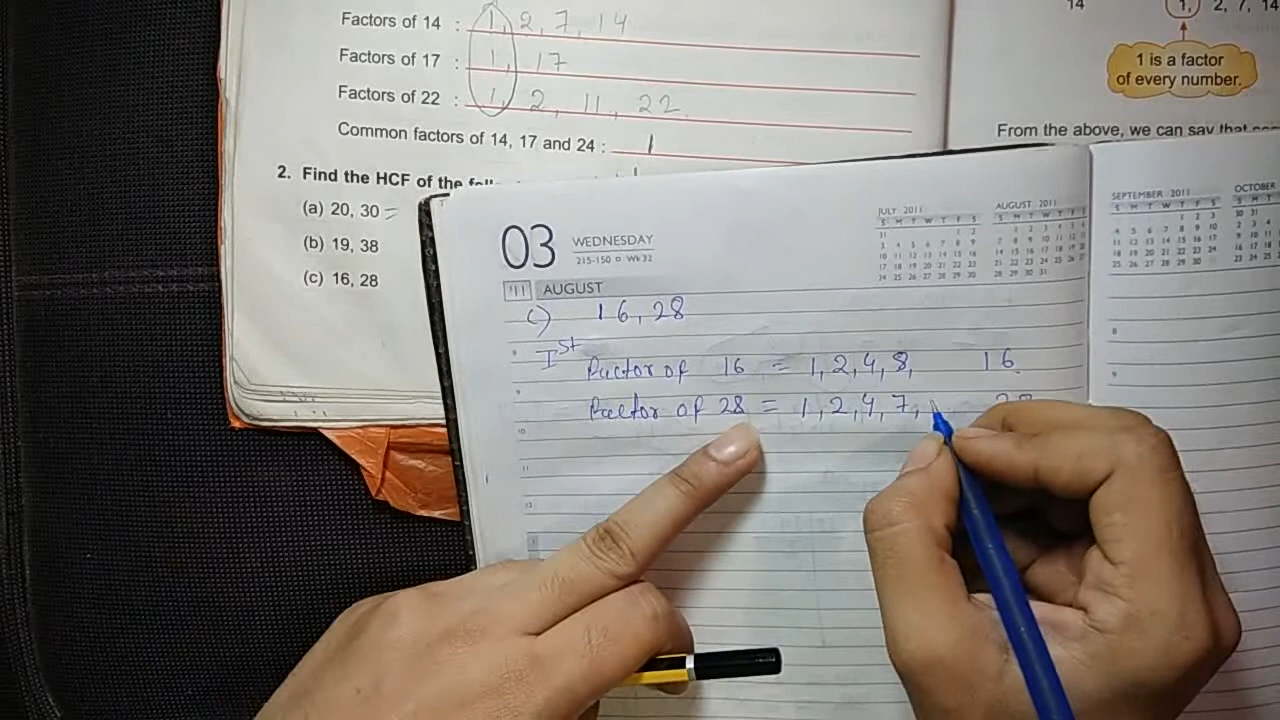 Factors of 14 : 1, 2, 7, 14
Factors of 17 : 1, 17
Factors of 22 : 1, 2, 11, 22
Common factors of 14, 17 and 24 : 1
2. Find the HCF of the
(a) 20, 30
(b) 19, 38
(c) 16, 28
14 1, 2, 7, 14
1 is a factor
of every number.
From the above, we can say that
03 WEDNESDAY
215-150 Wk 32
AUGUST
JULY 2011
AUGUST 2011
SEPTEMBER 2011
OCTOBER
C) 16, 28
Ist
Factor of 16 = 1, 2, 4, 8, 16
Factor of 28 = 1, 2, 4, 7,